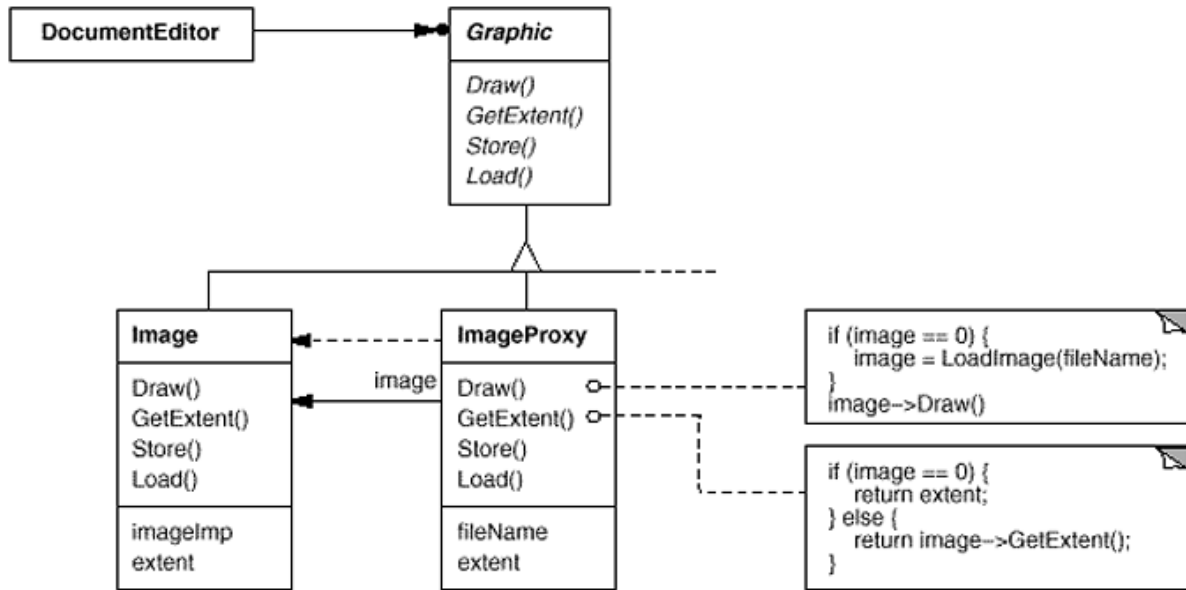 DocumentEditor
Graphic
Draw()
GetExtent()
Store()
Load()
Image
Draw()
GetExtent()
Store()
Load()
imageImp
extent
image
ImageProxy
Draw()
GetExtent()
Store()
Load()
fileName
extent
if (image == 0) {
image = LoadImage(fileName);
}
image->Draw()
if (image == 0) {
return extent;
} else {
return image->GetExtent();
}